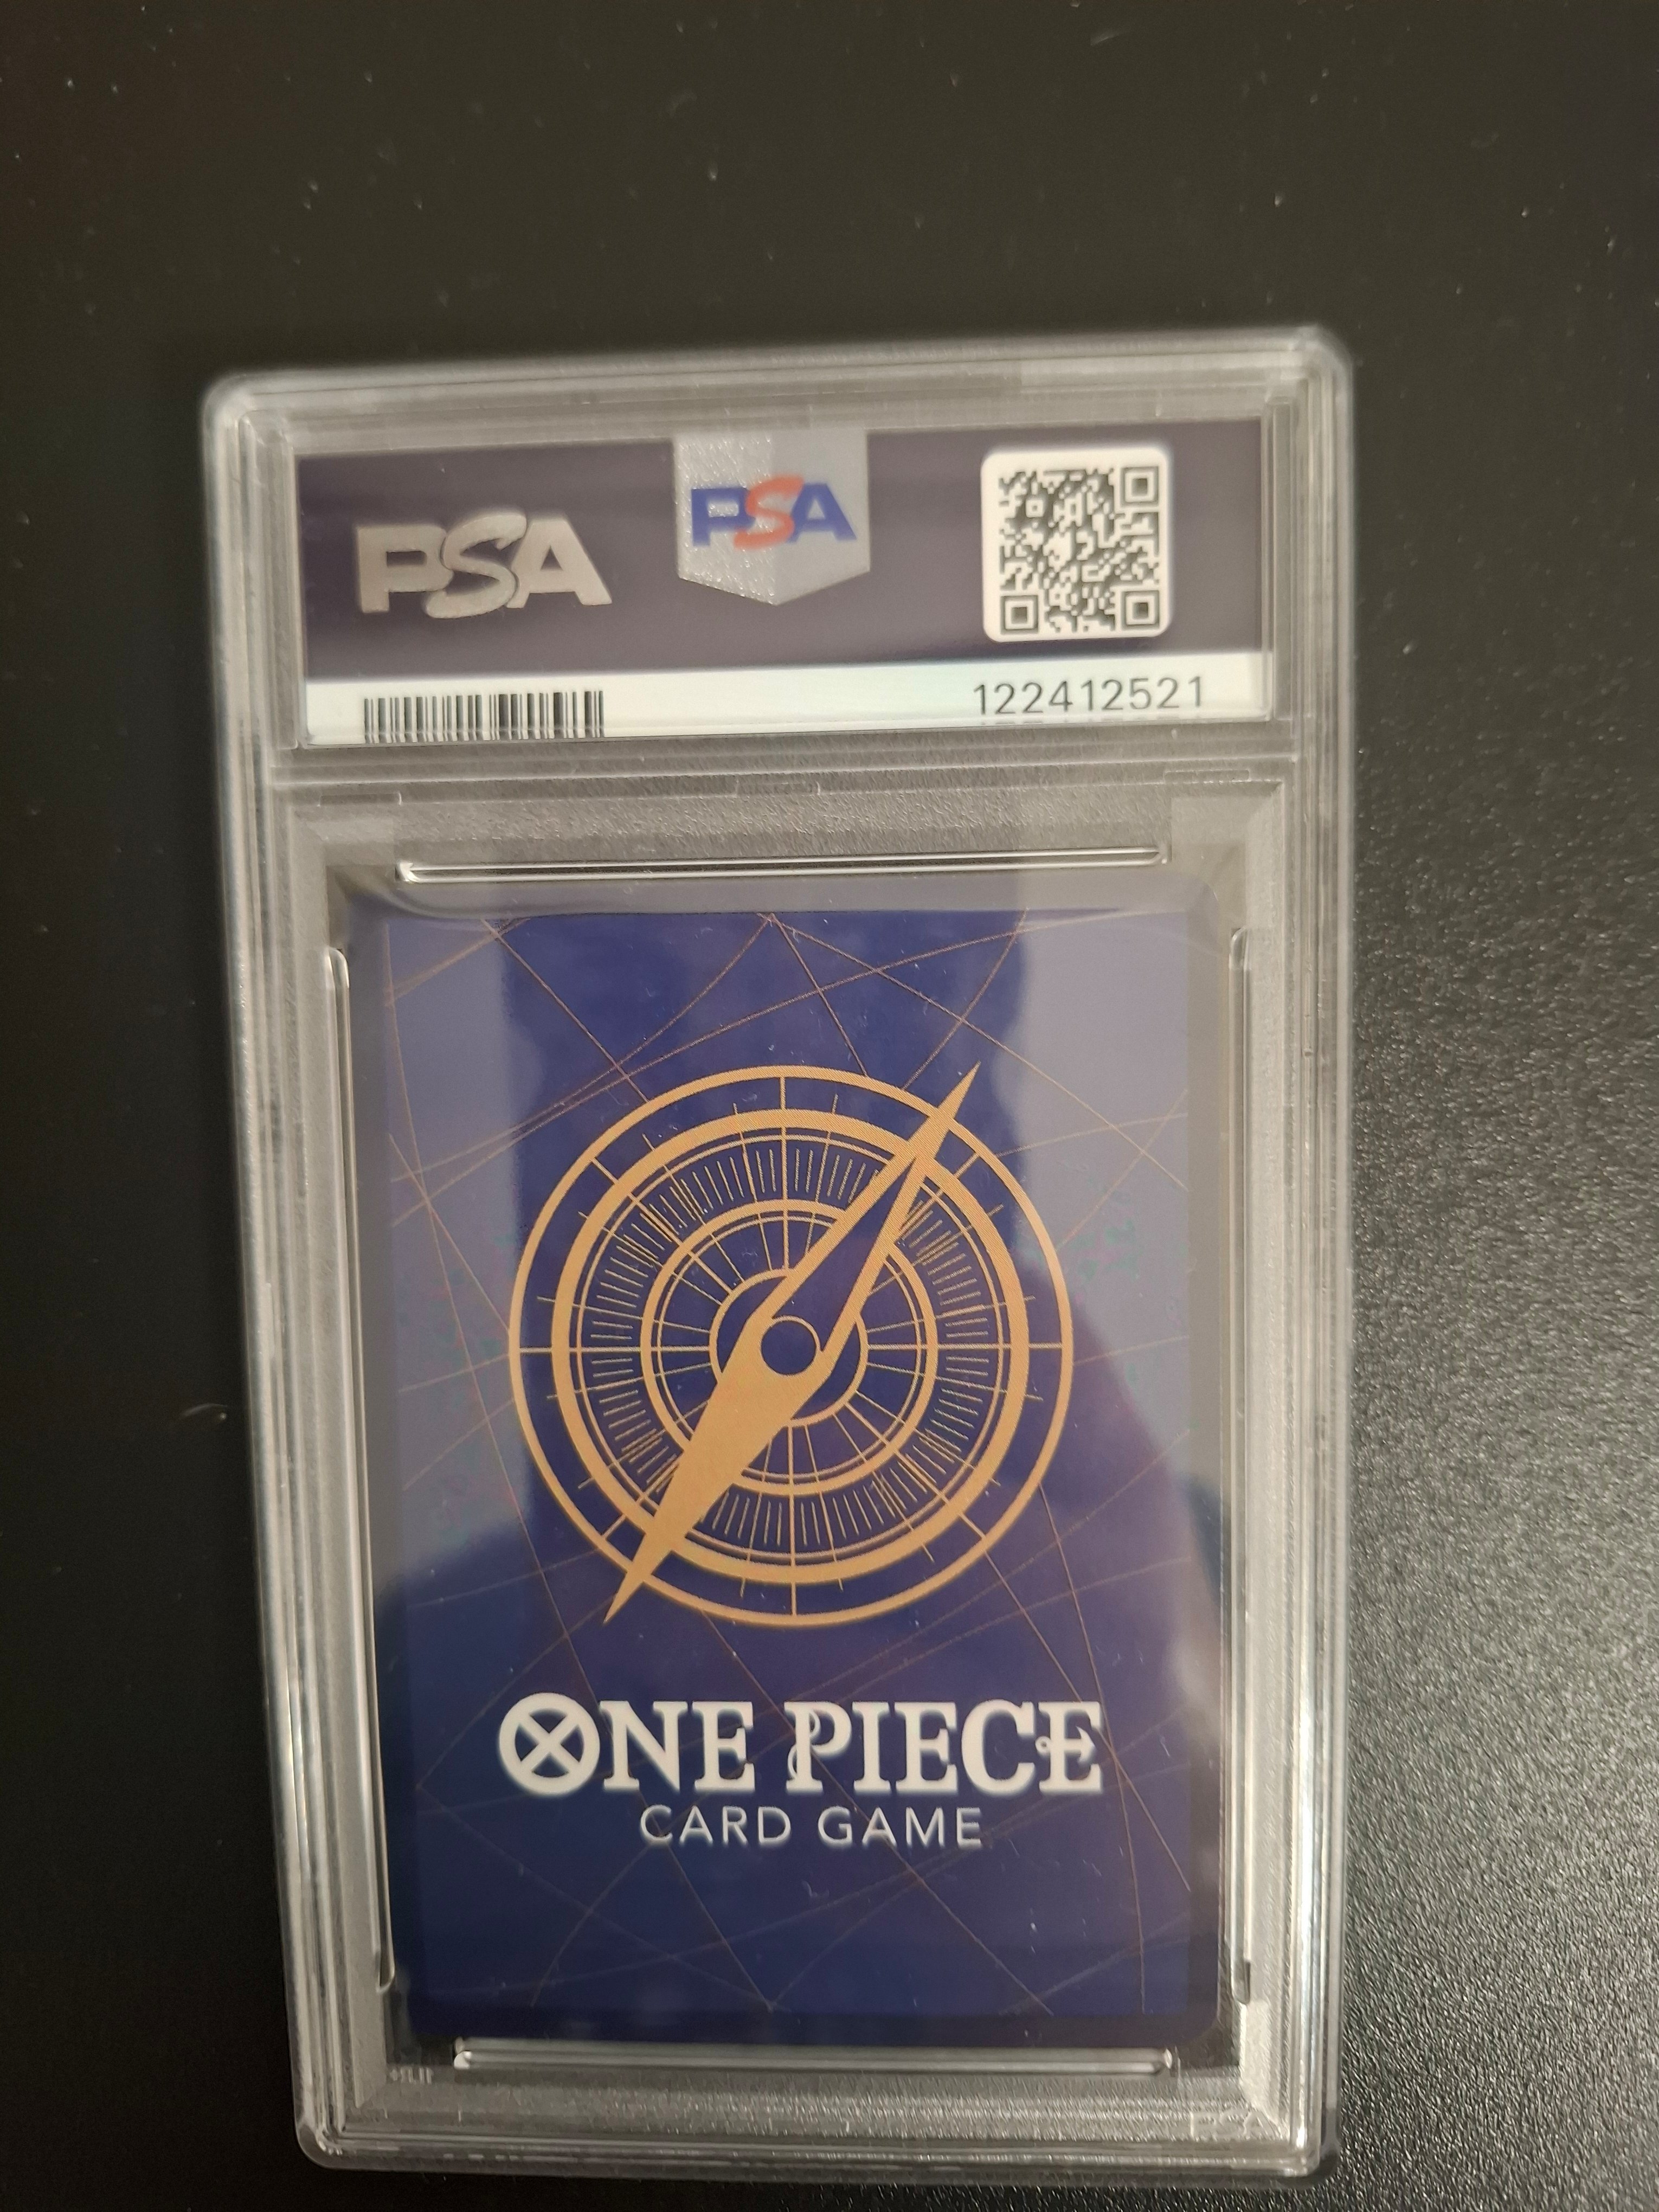 PSA
PSA
122412521
ONE PIECE
CARD GAME